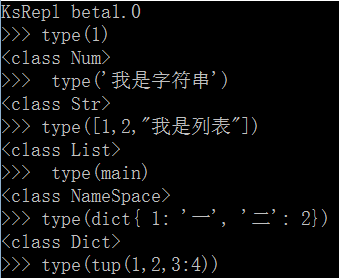 KsRepl beta1.0
>>> type(1)
<class Num>
>>>  type('我是字符串')
<class Str>
>>> type([1,2,"我是列表"])
<class List>
>>>  type(main)
<class NameSpace>
>>> type(dict{ 1: '一', '二': 2})
<class Dict>
>>> type(tup(1,2,3:4))